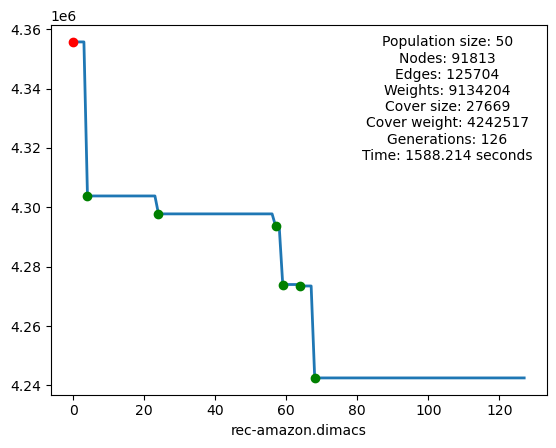 1e6
4.36
4.34
4.32
4.30
4.28
4.26
4.24
Population size: 50
Nodes: 91813
Edges: 125704
Weights: 9134204
Cover size: 27669
Cover weight: 4242517
Generations: 126
Time: 1588.214 seconds
0
20
40
60
80
100
120
rec-amazon.dimacs